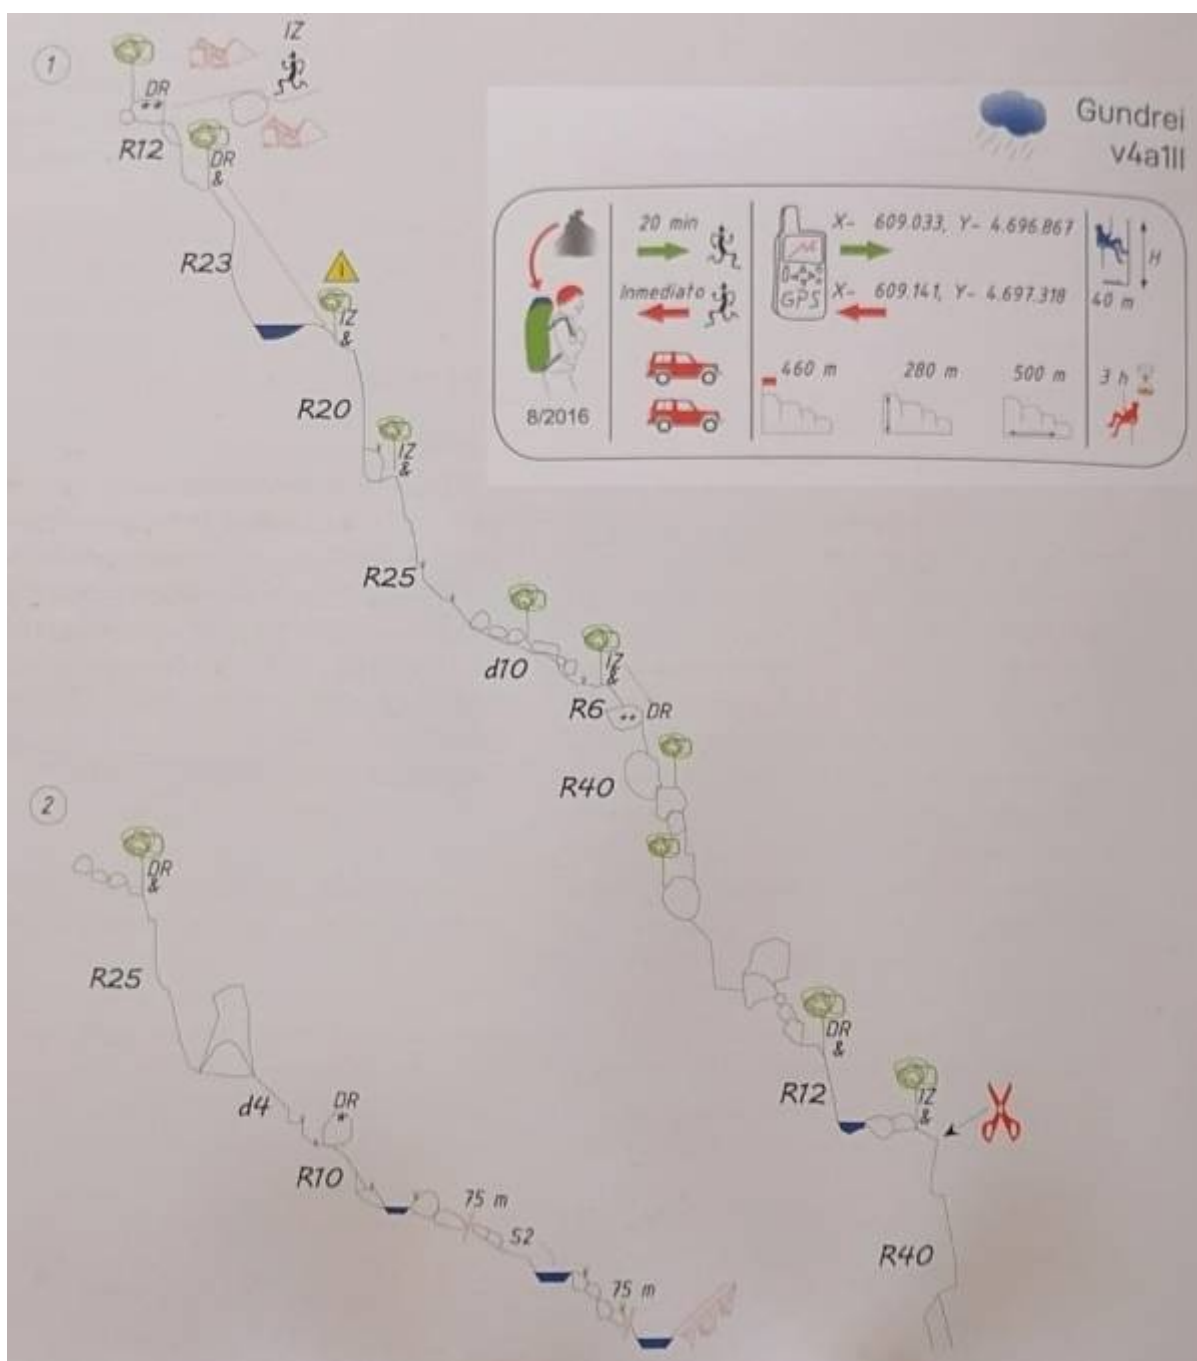 1
IZ
DR
**
R12
DR
&
R23
IZ
&
R20
IZ
&
R25
d10
IZ
&
R6
** DR
R40
DR
&
R12
IZ
&
R40
Gundrei
v4a1II
8/2016
20 min
Inmediato
GPS
X- 609.033, Y- 4.696.867
X- 609.141, Y- 4.697.318
460 m
280 m
500 m
H
40 m
3 h
2
DR
&
R25
d4
DR
*
R10
75 m
S2
75 m